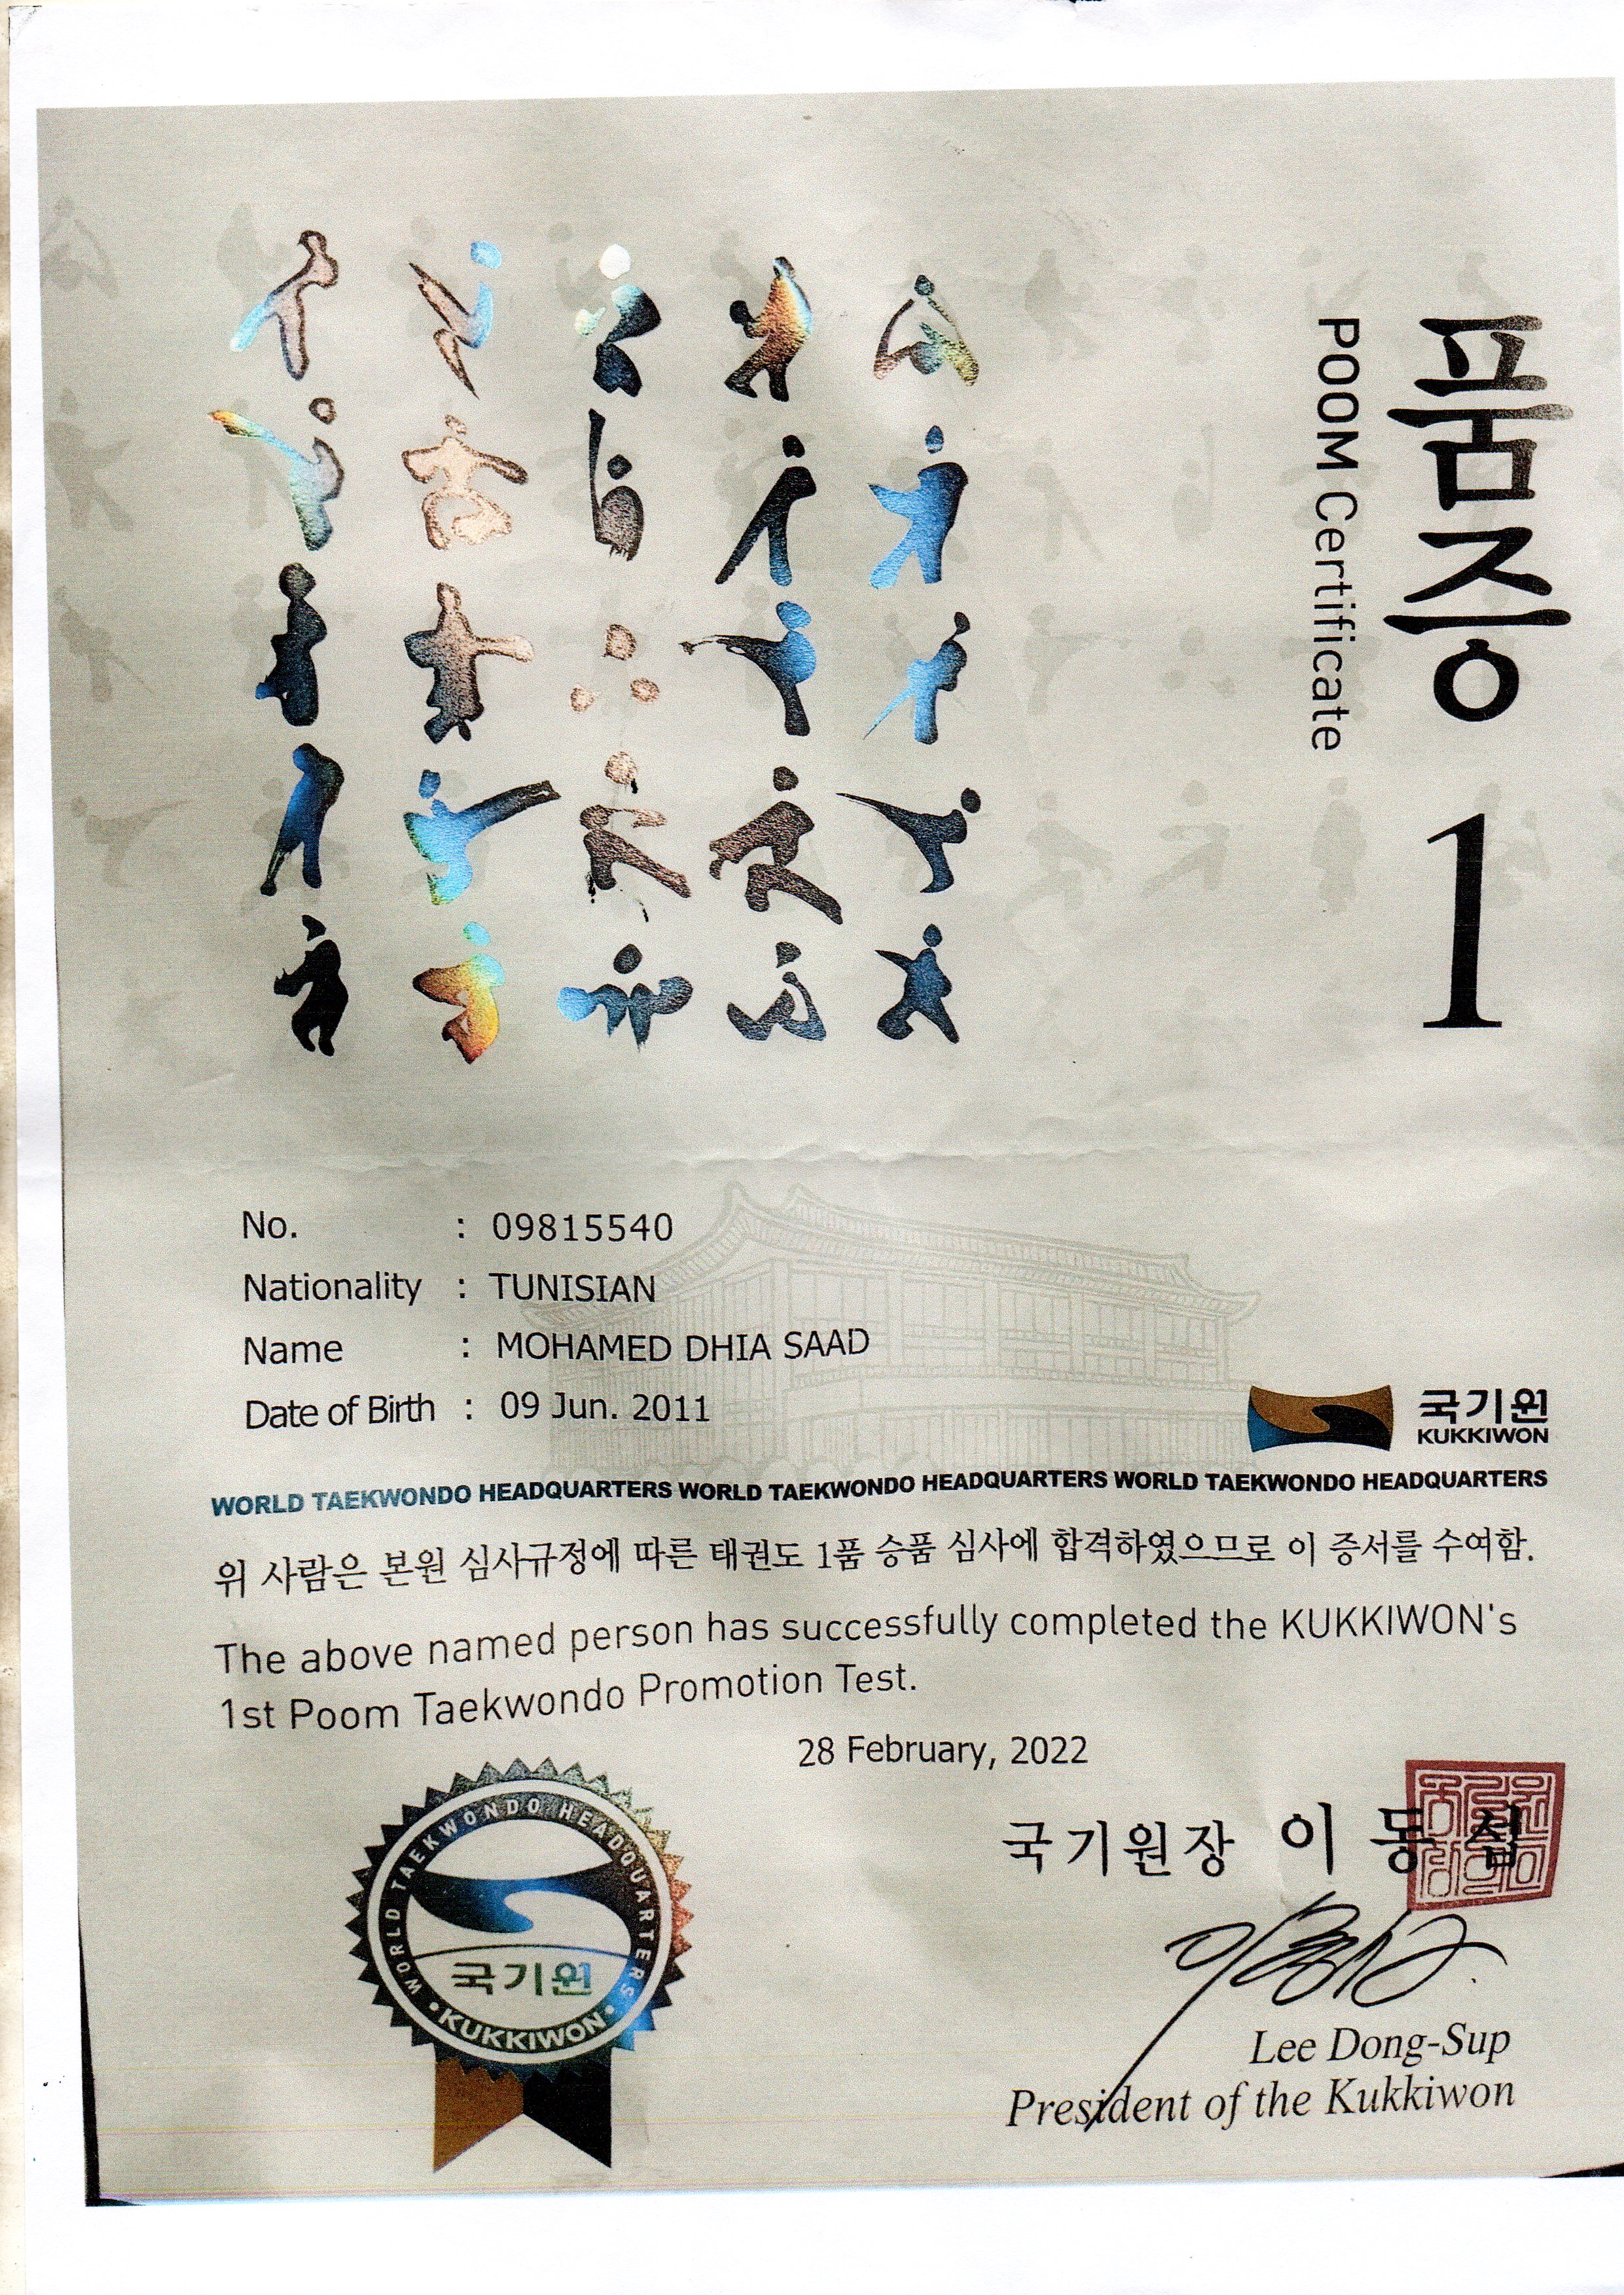 품증 1
POOM Certificate
No. : 09815540
Nationality : TUNISIAN
Name : MOHAMED DHIA SAAD
Date of Birth : 09 Jun. 2011
국기원
KUKKIWON
WORLD TAEKWONDO HEADQUARTERS WORLD TAEKWONDO HEADQUARTERS WORLD TAEKWONDO HEADQUARTERS
위 사람은 본원 심사규정에 따른 태권도 1품 승품 심사에 합격하였으므로 이 증서를 수여함.
The above named person has successfully completed the KUKKIWON's
1st Poom Taekwondo Promotion Test.
28 February, 2022
WORLD TAEKWONDO HEADQUARTERS
국기원
• KUKKIWON •
국기원장 이 동 섭
Lee Dong-Sup
President of the Kukkiwon